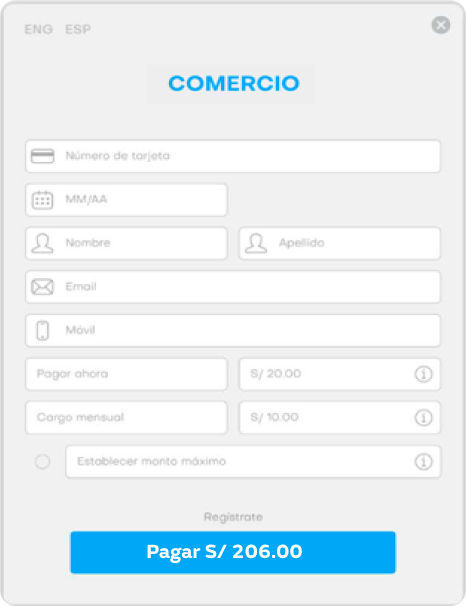 ENG ESP
COMERCIO
Número de tarjeta
MM/AA
Nombre Apellido
Email
Móvil
Pagar ahora S/ 20.00
Cargo mensual S/ 10.00
Establecer monto máximo
Regístrate
Pagar S/ 206.00